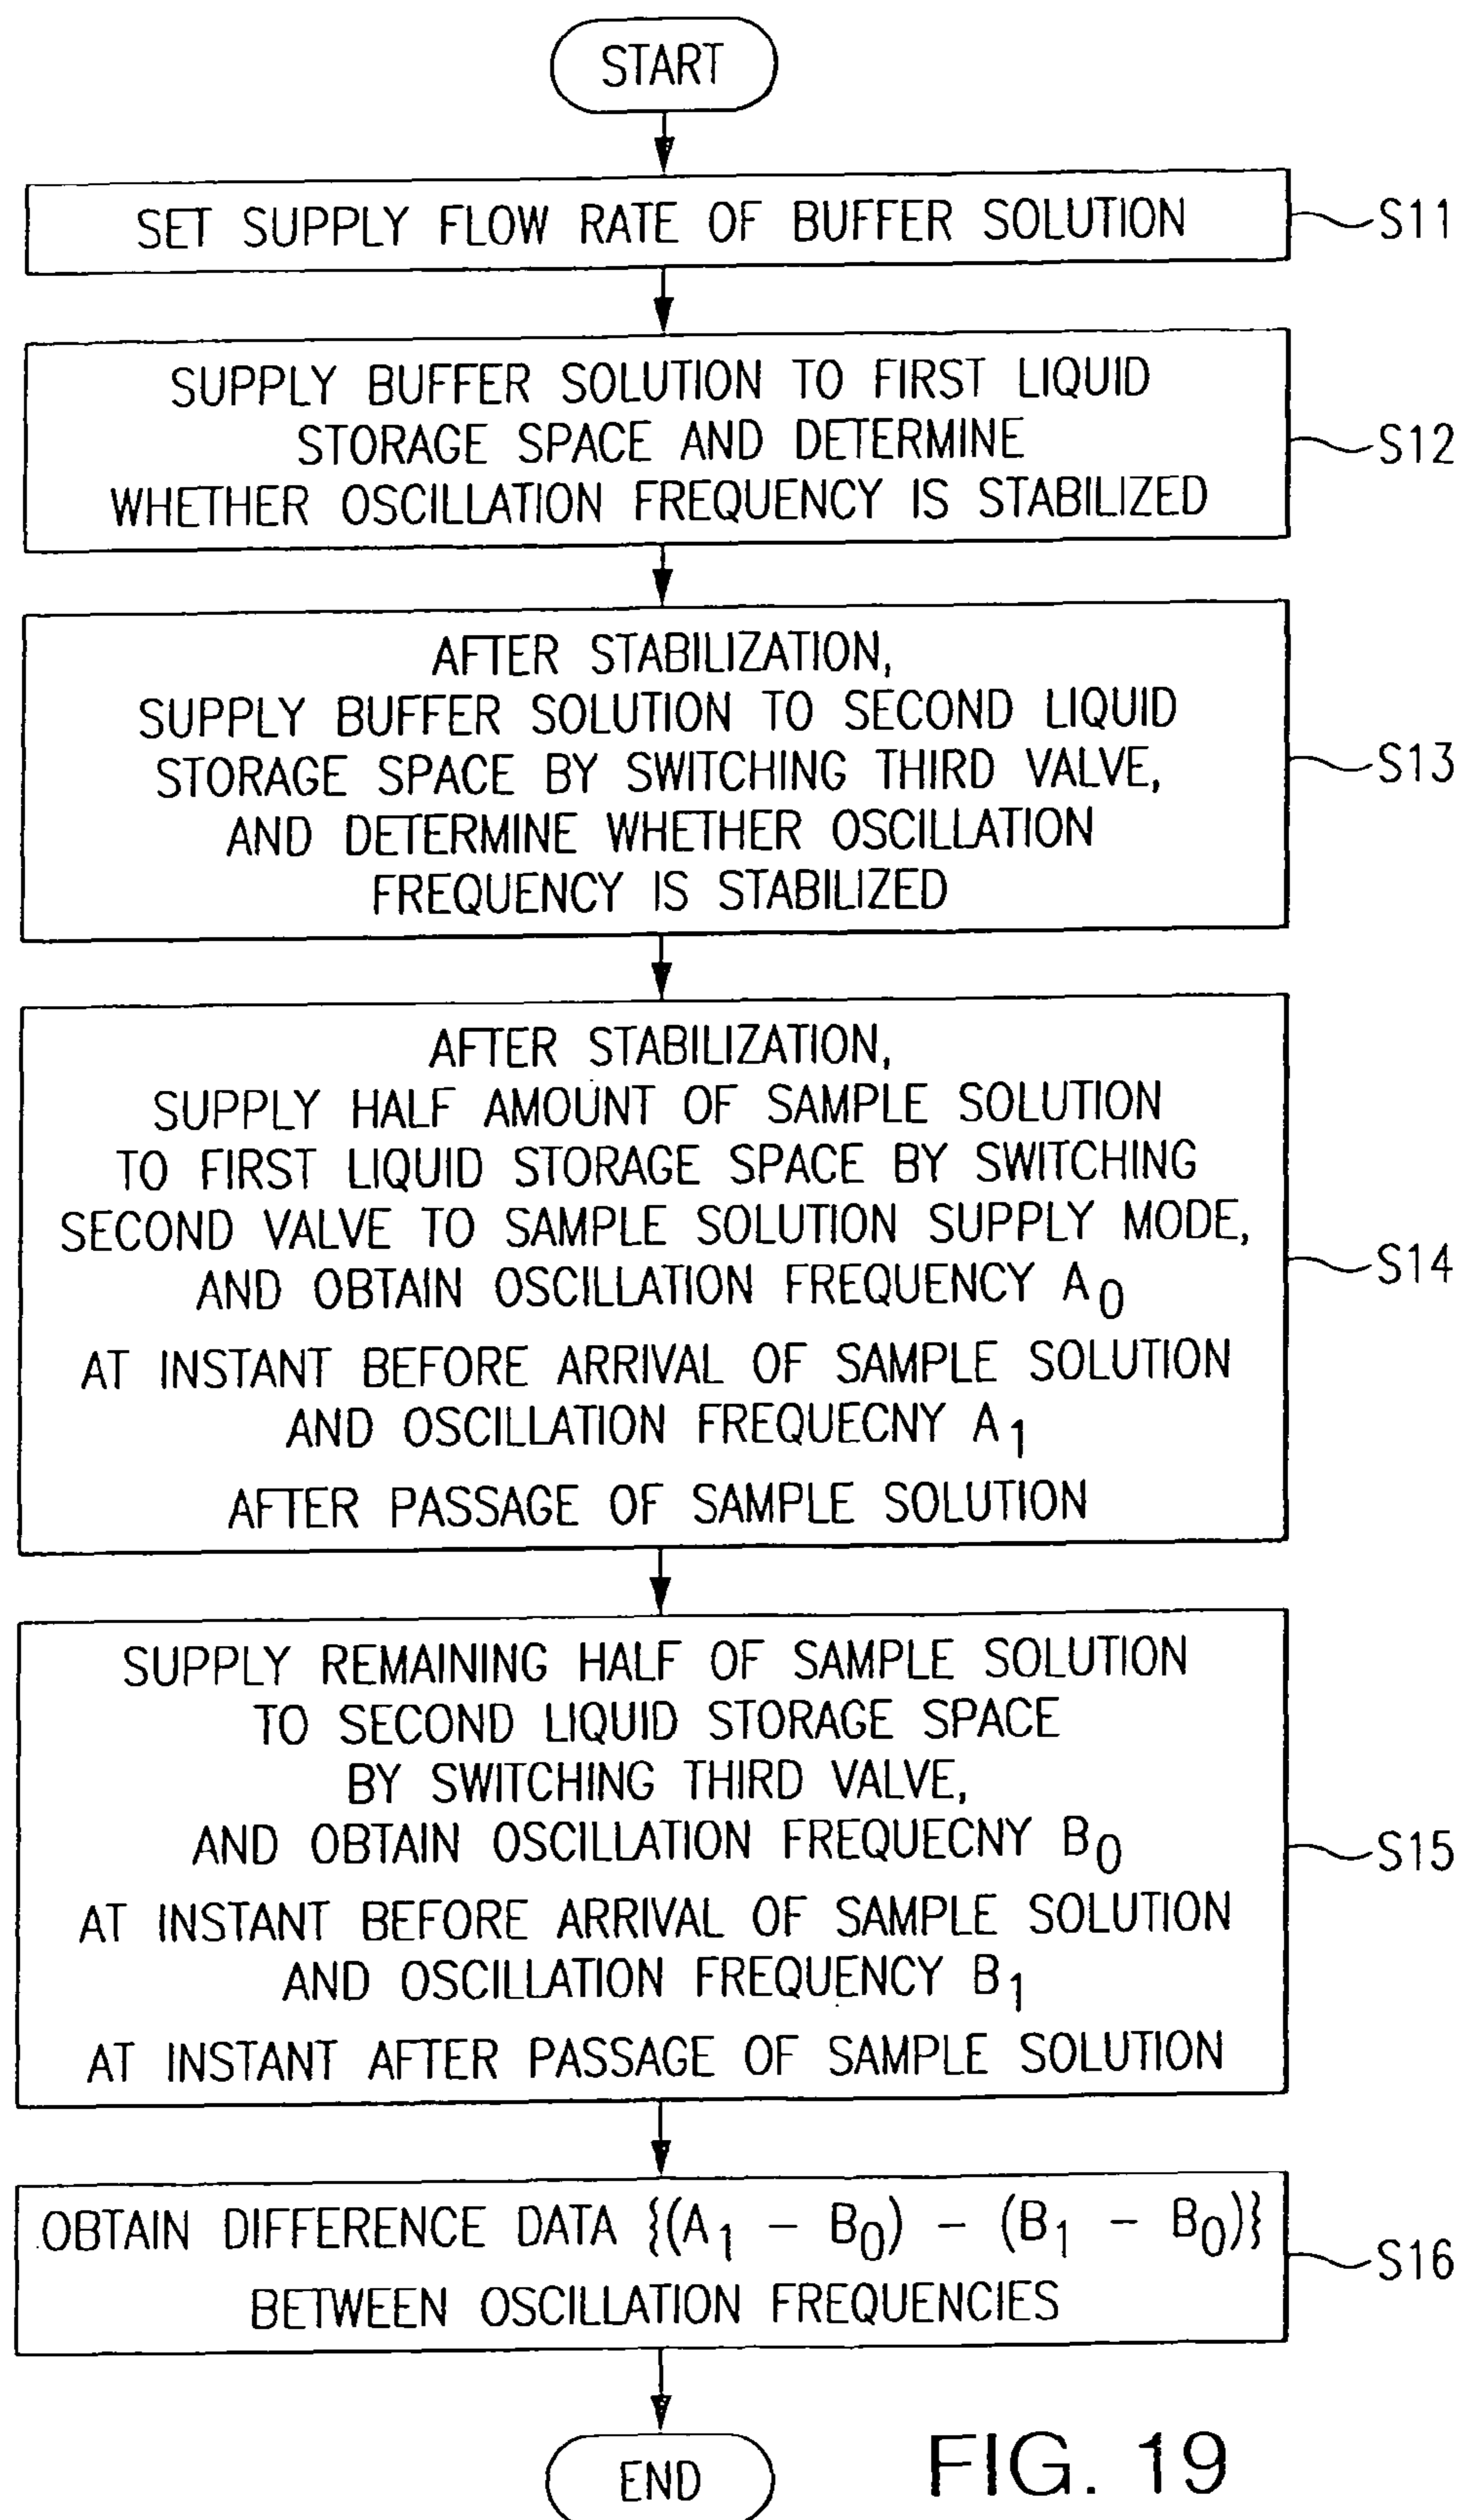 START
SET SUPPLY FLOW RATE OF BUFFER SOLUTION
S11
SUPPLY BUFFER SOLUTION TO FIRST LIQUID
STORAGE SPACE AND DETERMINE
WHETHER OSCILLATION FREQUENCY IS STABILIZED
S12
AFTER STABILIZATION,
SUPPLY BUFFER SOLUTION TO SECOND LIQUID
STORAGE SPACE BY SWITCHING THIRD VALVE,
AND DETERMINE WHETHER OSCILLATION
FREQUENCY IS STABILIZED
S13
AFTER STABILIZATION,
SUPPLY HALF AMOUNT OF SAMPLE SOLUTION
TO FIRST LIQUID STORAGE SPACE BY SWITCHING
SECOND VALVE TO SAMPLE SOLUTION SUPPLY MODE,
AND OBTAIN OSCILLATION FREQUENCY A0
AT INSTANT BEFORE ARRIVAL OF SAMPLE SOLUTION
AND OSCILLATION FREQUECNY A1
AFTER PASSAGE OF SAMPLE SOLUTION
S14
SUPPLY REMAINING HALF OF SAMPLE SOLUTION
TO SECOND LIQUID STORAGE SPACE
BY SWITCHING THIRD VALVE,
AND OBTAIN OSCILLATION FREQUECNY B0
AT INSTANT BEFORE ARRIVAL OF SAMPLE SOLUTION
AND OSCILLATION FREQUENCY B1
AT INSTANT AFTER PASSAGE OF SAMPLE SOLUTION
S15
OBTAIN DIFFERENCE DATA {(A1 – B0) – (B1 – B0)}
BETWEEN OSCILLATION FREQUENCIES
S16
END
FIG. 19